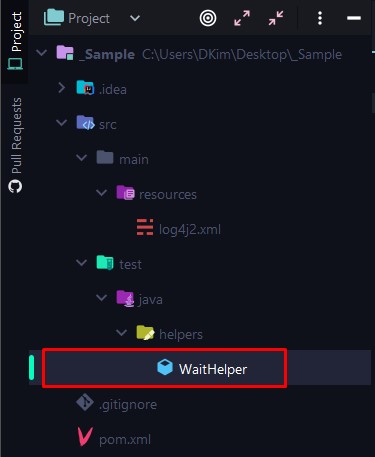 Project
_Sample C:\Users\DKim\Desktop\_Sample
.idea
src
main
resources
log4j2.xml
test
java
helpers
WaitHelper
.gitignore
pom.xml
Project
Pull Requests